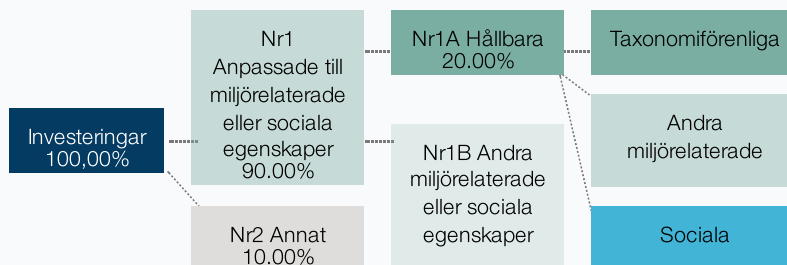 Investeringar
100,00%
Nr1
Anpassade till
miljörelaterade
eller sociala
egenskaper
90.00%
Nr2 Annat
10.00%
Nr1A Hållbara
20.00%
Nr1B Andra
miljörelaterade
eller sociala
egenskaper
Taxonomiförenliga
Andra
miljörelaterade
Sociala